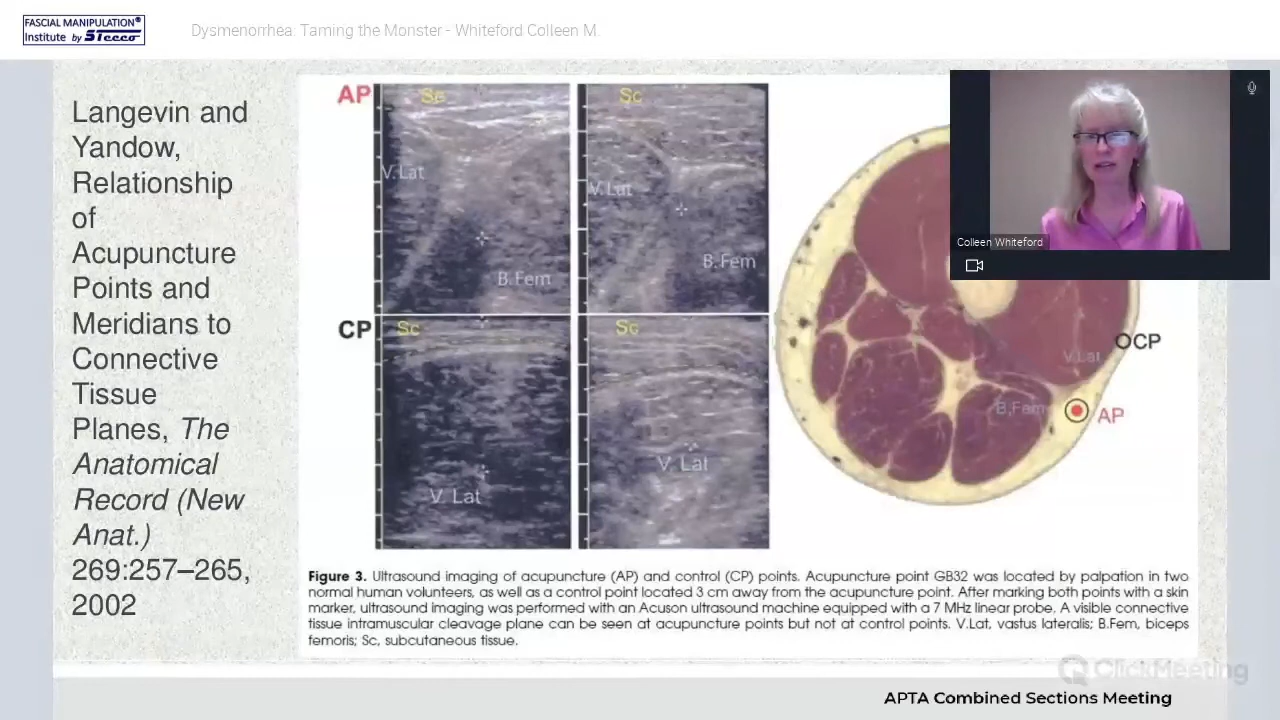 FASCIAL MANIPULATION®
Institute by Stecco
Dysmenorrhea: Taming the Monster - Whiteford Colleen M.
Langevin and
Yandow,
Relationship
of
Acupuncture
Points and
Meridians to
Connective
Tissue
Planes, The
Anatomical
Record (New
Anat.)
269:257–265,
2002
AP
Sc
V.Lat
B.Fem
Sc
V.Lat
B.Fem
CP
Sc
V. Lat
Sc
V. Lat
V.Lat
OCP
B.Fem
AP
Colleen Whiteford
Figure 3. Ultrasound imaging of acupuncture (AP) and control (CP) points. Acupuncture point GB32 was located by palpation in two
normal human volunteers, as well as a control point located 3 cm away from the acupuncture point. After marking both points with a skin
marker, ultrasound imaging was performed with an Acuson ultrasound machine equipped with a 7 MHz linear probe. A visible connective
tissue intramuscular cleavage plane can be seen at acupuncture points but not at control points. V.Lat, vastus lateralis; B.Fem, biceps
femoris; Sc, subcutaneous tissue.
ClickMeeting
APTA Combined Sections Meeting